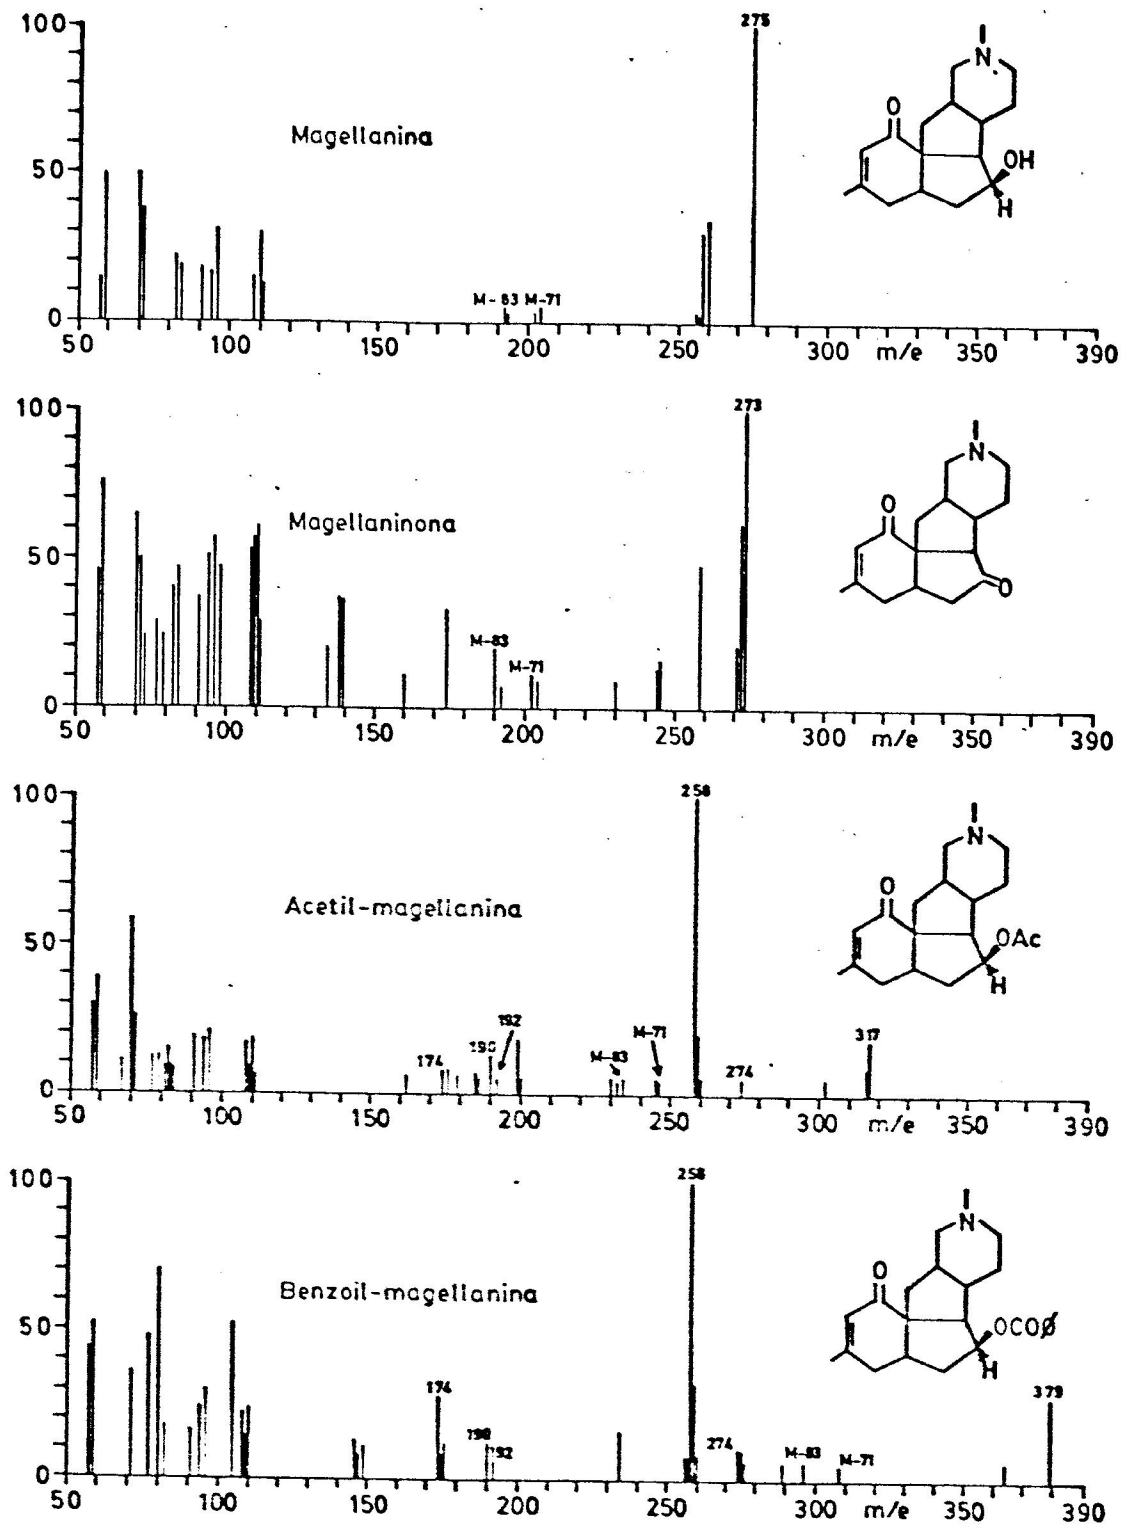 100
275
Magellanina
50
M-83 M-71
0
50 100 150 200 250 300 m/e 350 390
N
O
OH
H
100
273
Magellaninona
50
M-83
M-71
0
50 100 150 200 250 300 m/e 350 390
N
O
O
100
258
Acetil-magellanina
50
174
192
M-83
M-71
274
317
0
50 100 150 200 250 300 m/e 350 390
N
O
OAc
H
100
258
Benzoil-magellanina
50
174
192
274
M-83
M-71
379
0
50 100 150 200 250 300 m/e 350 390
N
O
OCOØ
H